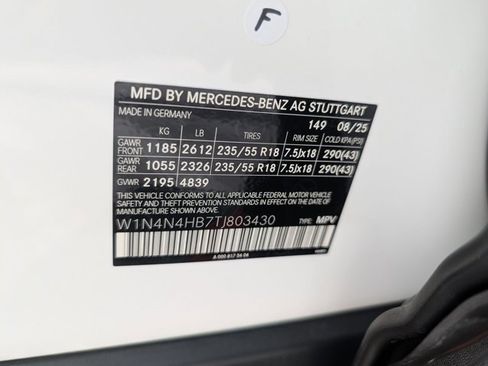 F
MFD BY MERCEDES-BENZ AG STUTTGART
MADE IN GERMANY 149 08/25
KG LB TIRES RIM SIZE COLD KPA(PSI)
GAWR FRONT 1185 2612 235/55 R18 7.5Jx18 290(43)
GAWR REAR 1055 2326 235/55 R18 7.5Jx18 290(43)
GVWR 2195 4839
THIS VEHICLE CONFORMS TO ALL APPLICABLE FEDERAL MOTOR VEHICLE
SAFETY BUMPER AND THEFT PREVENTION STANDARDS IN EFFECT ON
THE DATE OF MANUFACTURE SHOWN ABOVE.
W1N4N4HB7TJ803430 TYPE: MPV